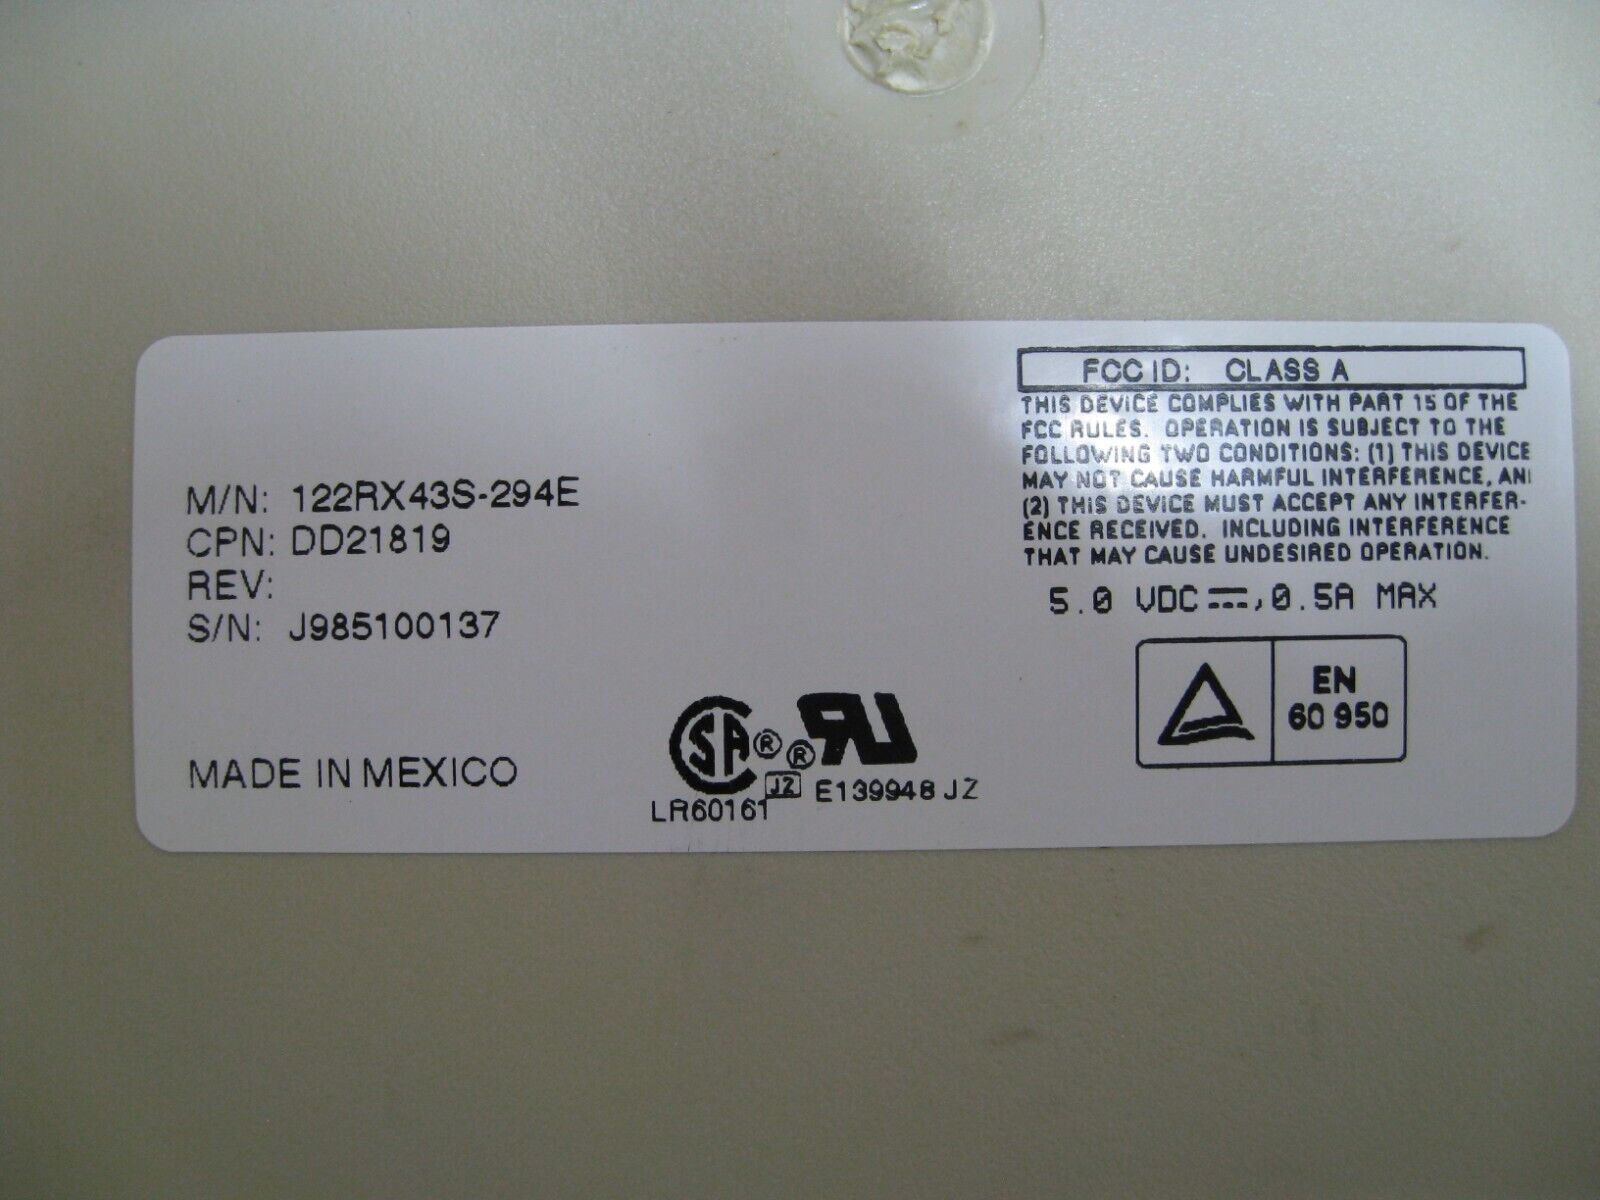 M/N: 122RX43S-294E
CPN: DD21819
REV:
S/N: J985100137
MADE IN MEXICO
SA ® ® RU
JZ E139948 JZ
LR60161
FCC ID: CLASS A
THIS DEVICE COMPLIES WITH PART 15 OF THE
FCC RULES. OPERATION IS SUBJECT TO THE
FOLLOWING TWO CONDITIONS: (1) THIS DEVICE
MAY NOT CAUSE HARMFUL INTERFERENCE, AN
(2) THIS DEVICE MUST ACCEPT ANY INTERFER-
ENCE RECEIVED. INCLUDING INTERFERENCE
THAT MAY CAUSE UNDESIRED OPERATION.
5.0 VDC ⎓, 0.5A MAX
EN
60 950